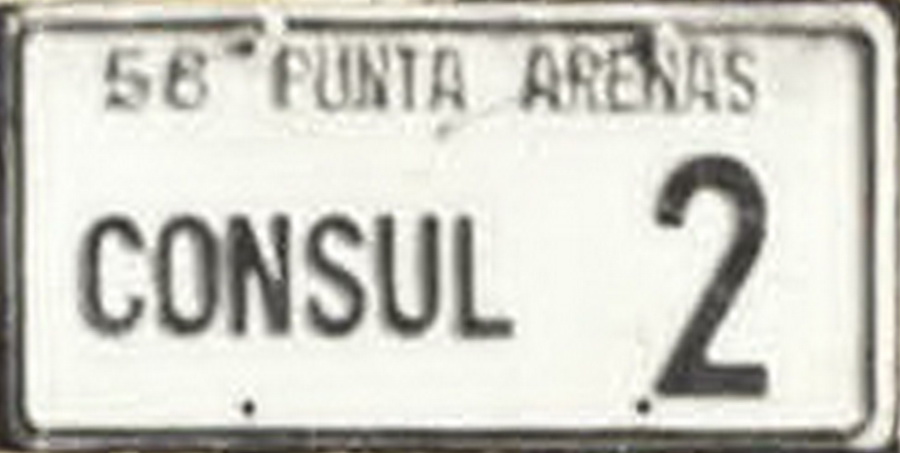 56 PUNTA ARENAS
CONSUL 2